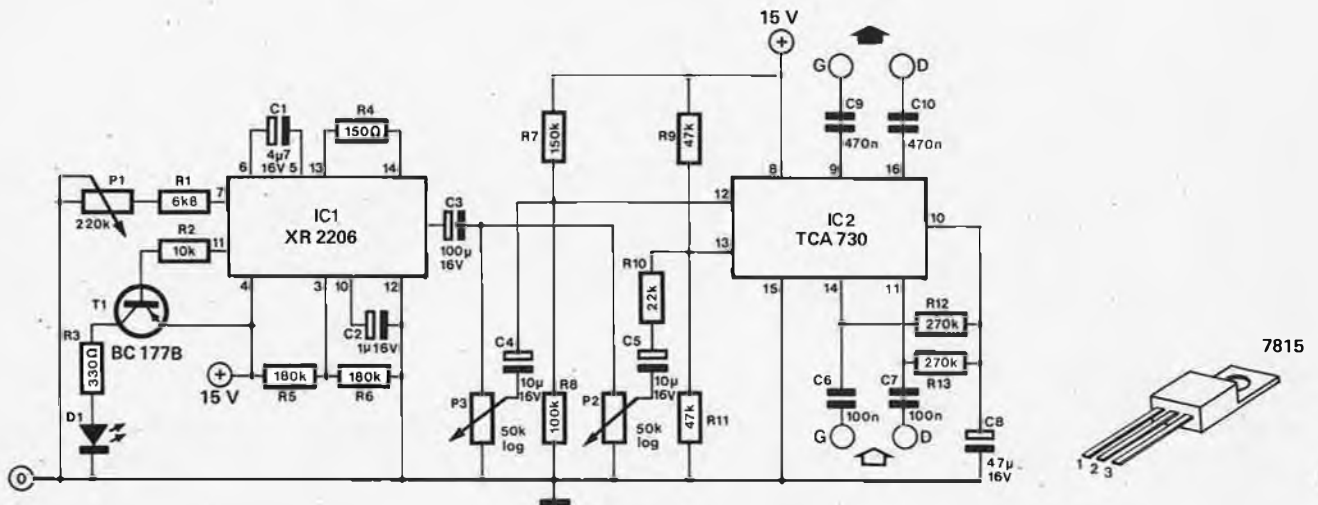 15 V
G
D
C1
4µ7
16V
R4
150Ω
R7
150k
R9
47k
C9
470n
C10
470n
6
5
13
14
8
9
16
P1
220k
R1
6k8
7
IC1
XR 2206
C3
100µ
16V
12
IC2
TCA 730
10
R2
10k
11
13
R10
22k
4
3
10
12
15
14
11
T1
BC 177B
R3
330Ω
C2
1µ16V
C4
10µ
16V
C5
10µ
16V
R12
270k
R13
270k
7815
15 V
180k
R5
180k
R6
P3
50k
log
R8
100k
P2
50k
log
R11
47k
C6
100n
C7
100n
C8
47µ
16V
D1
G
D
0
1 2 3